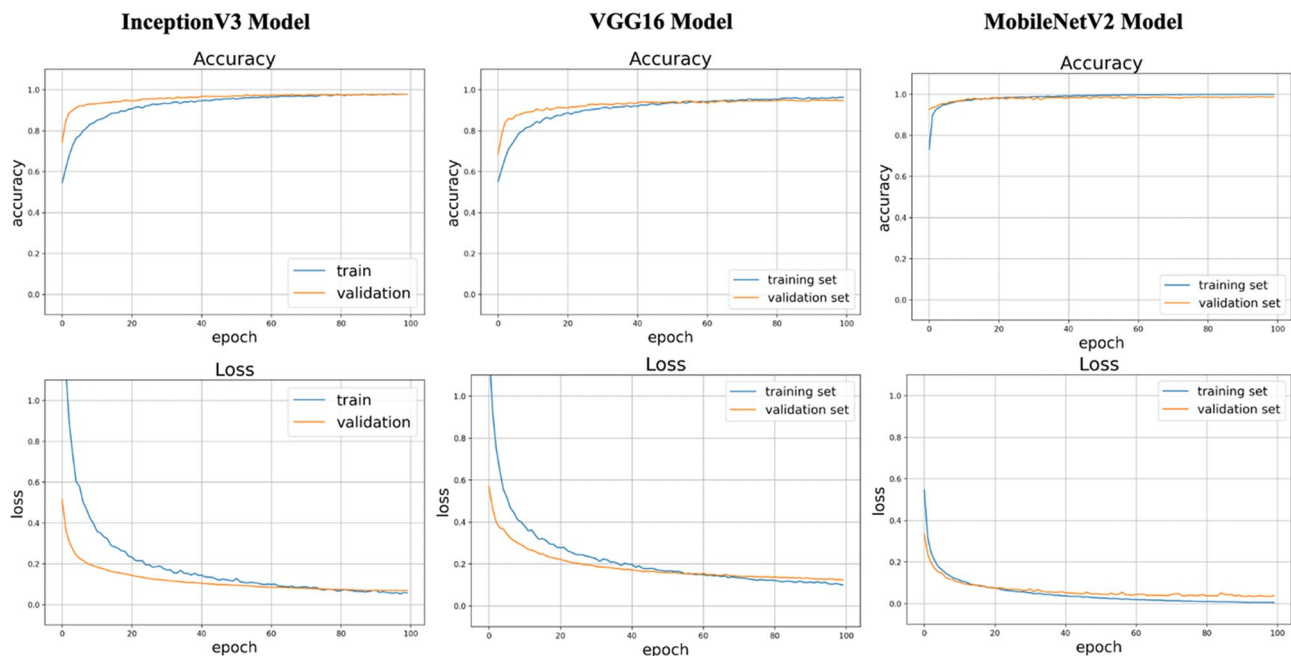 InceptionV3 Model
VGG16 Model
MobileNetV2 Model
Accuracy
accuracy
1.0
0.8
0.6
0.4
0.2
0.0
train
validation
0 20 40 60 80 100
epoch
Accuracy
accuracy
1.0
0.8
0.6
0.4
0.2
0.0
training set
validation set
0 20 40 60 80 100
epoch
Accuracy
accuracy
1.0
0.8
0.6
0.4
0.2
0.0
training set
validation set
0 20 40 60 80 100
epoch
Loss
loss
1.0
0.8
0.6
0.4
0.2
0.0
train
validation
0 20 40 60 80 100
epoch
Loss
loss
1.0
0.8
0.6
0.4
0.2
0.0
training set
validation set
0 20 40 60 80 100
epoch
Loss
loss
1.0
0.8
0.6
0.4
0.2
0.0
training set
validation set
0 20 40 60 80 100
epoch